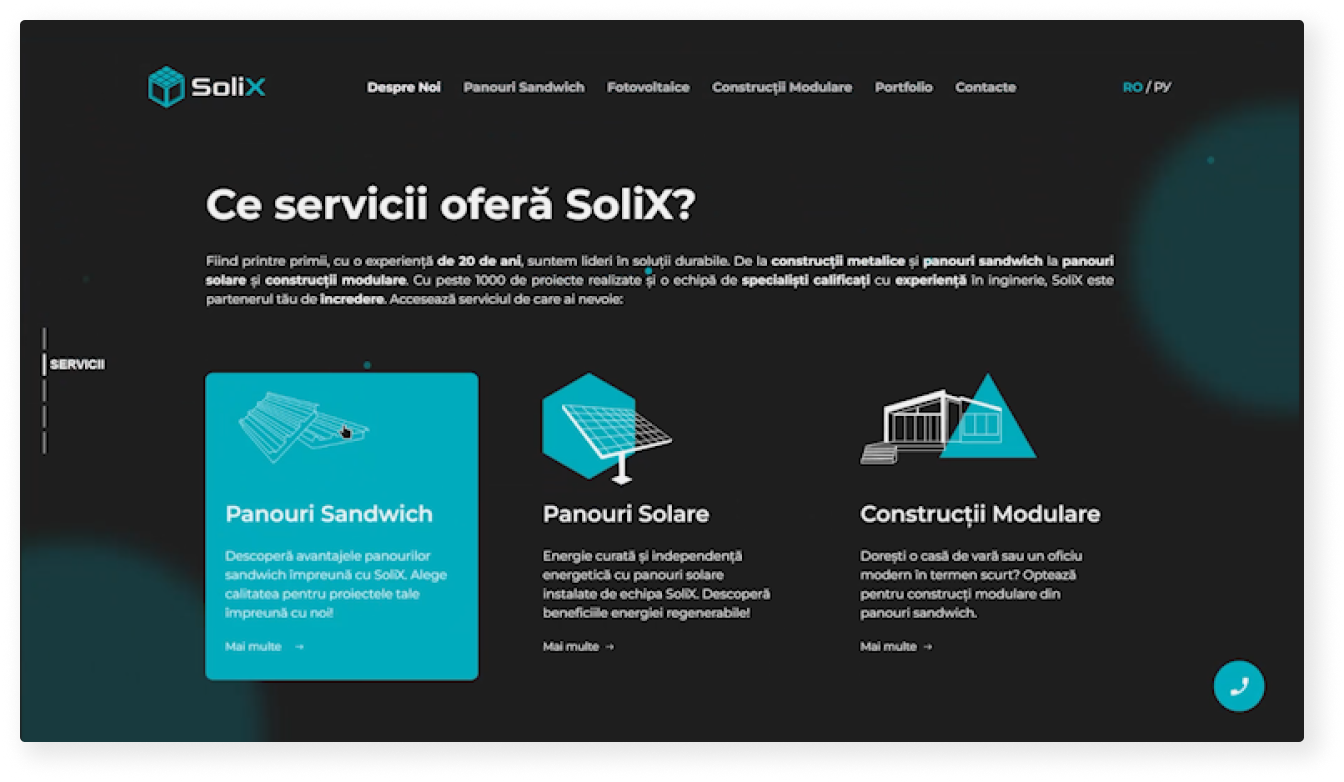 SoliX
Despre Noi
Panouri Sandwich
Fotovoltaice
Construcții Modulare
Portfolio
Contacte
RO / РУ
Ce servicii oferă SoliX?
Fiind printre primii, cu o experiență de 20 de ani, suntem lideri în soluții durabile. De la construcții metalice și panouri sandwich la panouri
solare și construcții modulare. Cu peste 1000 de proiecte realizate și o echipă de specialiști calificați cu experiență în inginerie, SoliX este
partenerul tău de încredere. Accesează serviciul de care ai nevoie:
SERVICII
Panouri Sandwich
Descoperă avantajele panourilor
sandwich împreună cu SoliX. Alege
calitatea pentru proiectele tale
împreună cu noi!
Mai multe →
Panouri Solare
Energie curată și independență
energetică cu panouri solare
instalate de echipa SoliX. Descoperă
beneficiile energiei regenerabile!
Mai multe →
Construcții Modulare
Dorești o casă de vară sau un oficiu
modern în termen scurt? Optează
pentru construcți modulare din
panouri sandwich.
Mai multe →